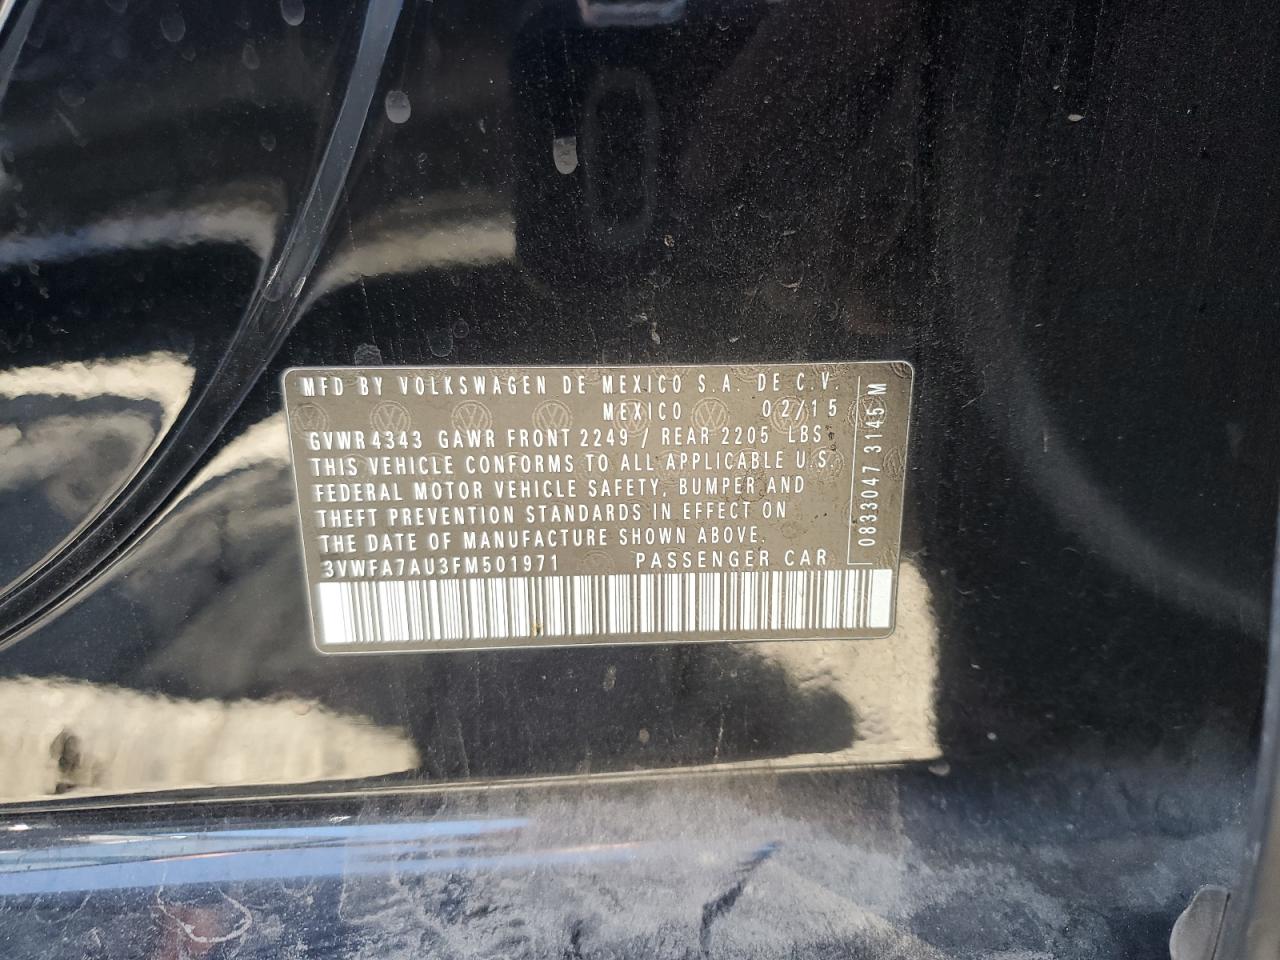 MFD BY VOLKSWAGEN DE MEXICO S.A. DE C.V.
MEXICO 02/15
GVWR 4343 GAWR FRONT 2249 / REAR 2205 LBS
THIS VEHICLE CONFORMS TO ALL APPLICABLE U.S.
FEDERAL MOTOR VEHICLE SAFETY, BUMPER AND
THEFT PREVENTION STANDARDS IN EFFECT ON
THE DATE OF MANUFACTURE SHOWN ABOVE.
3VWFA7AU3FM501971 PASSENGER CAR
0833047 3145 M